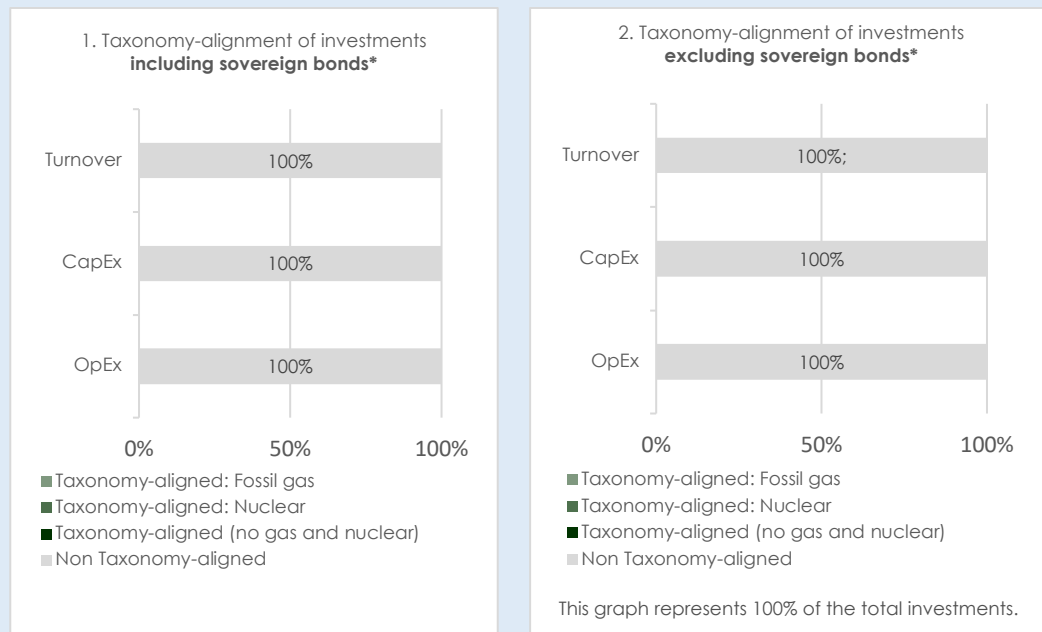 1. Taxonomy-alignment of investments
including sovereign bonds*
Turnover
100%
CapEx
100%
OpEx
100%
0%
50%
100%
Taxonomy-aligned: Fossil gas
Taxonomy-aligned: Nuclear
Taxonomy-aligned (no gas and nuclear)
Non Taxonomy-aligned
2. Taxonomy-alignment of investments
excluding sovereign bonds*
Turnover
100%;
CapEx
100%
OpEx
100%
0%
50%
100%
Taxonomy-aligned: Fossil gas
Taxonomy-aligned: Nuclear
Taxonomy-aligned (no gas and nuclear)
Non Taxonomy-aligned
This graph represents 100% of the total investments.